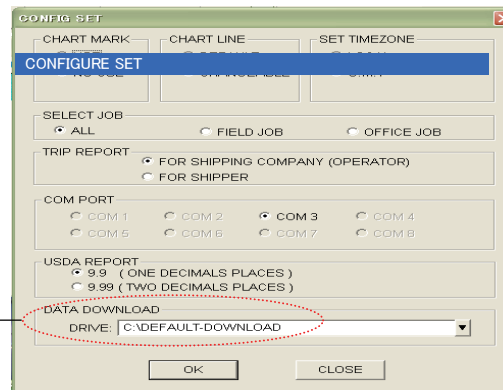 CONFIG SET
CHART MARK CHART LINE SET TIMEZONE
CONFIGURE SET
SELECT JOB
ALL FIELD JOB OFFICE JOB
TRIP REPORT
FOR SHIPPING COMPANY (OPERATOR)
FOR SHIPPER
COM PORT
COM 1 COM 2 COM 3 COM 4
COM 5 COM 6 COM 7 COM 8
USDA REPORT
9.9 ( ONE DECIMALS PLACES )
9.99 ( TWO DECIMALS PLACES )
DATA DOWNLOAD
DRIVE: C:\DEFAULT-DOWNLOAD
OK CLOSE